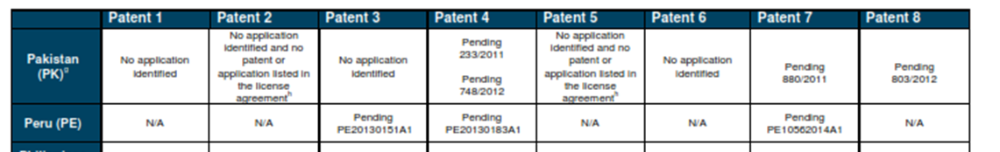 Patent 1 Patent 2 Patent 3 Patent 4 Patent 5 Patent 6 Patent 7 Patent 8
Pakistan
(PK)g
No application
identified
No application
identified and no
patent or
application listed in
the license
agreementh
No application
identified
Pending
233/2011
Pending
748/2012
No application
identified and no
patent or
application listed in
the license
agreementh
No application
identified
Pending
880/2011
Pending
803/2012
Peru (PE)
N/A
N/A
Pending
PE20130151A1
Pending
PE20130183A1
N/A
N/A
Pending
PE10562014A1
N/A